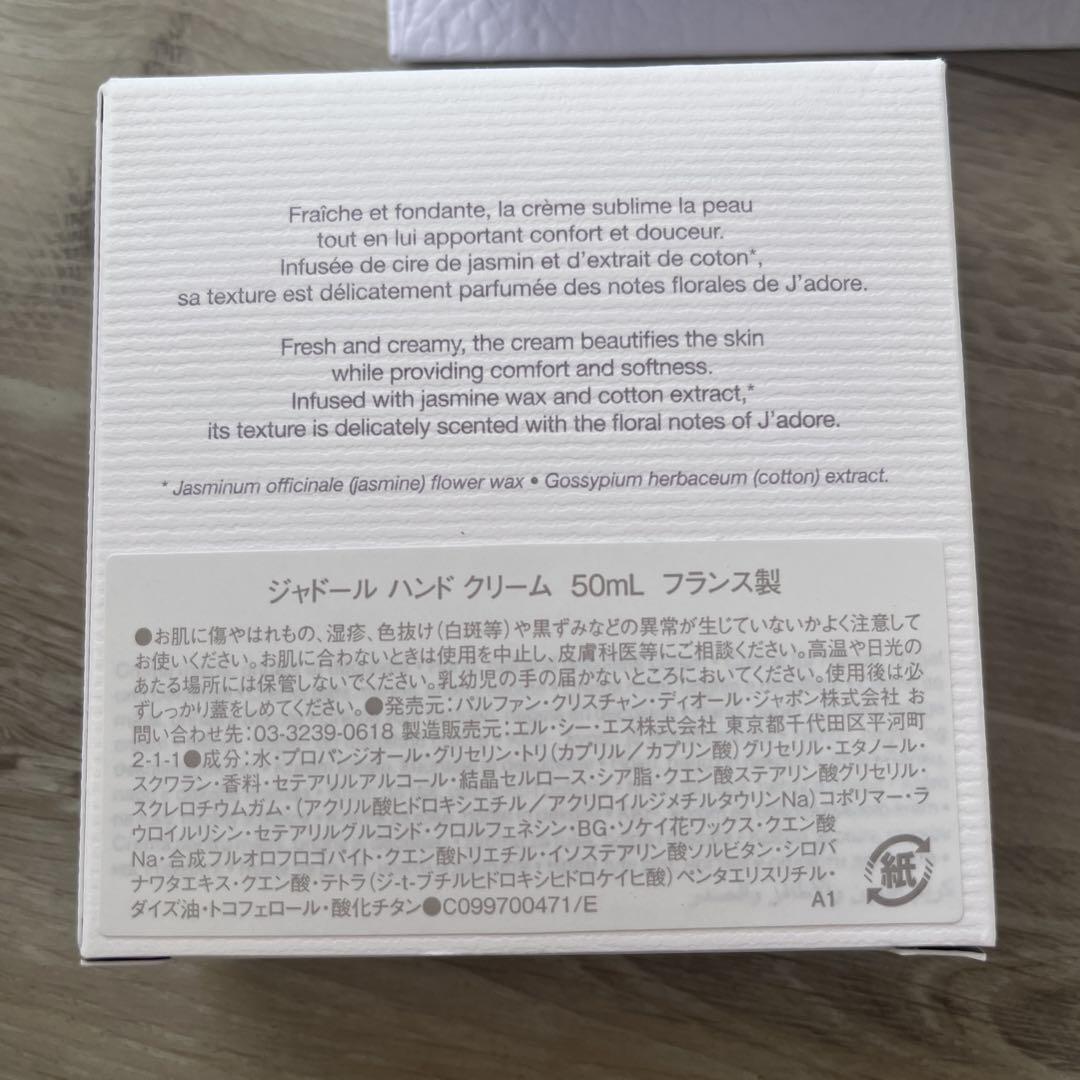 Fraîche et fondante, la crème sublime la peau
tout en lui apportant confort et douceur.
Infusée de cire de jasmin et d'extrait de coton*,
sa texture est délicatement parfumée des notes florales de J'adore.
Fresh and creamy, the cream beautifies the skin
while providing comfort and softness.
Infused with jasmine wax and cotton extract,*
its texture is delicately scented with the floral notes of J'adore.
* Jasminum officinale (jasmine) flower wax • Gossypium herbaceum (cotton) extract.
ジャドール ハンド クリーム 50mL フランス製
●お肌に傷やはれもの、湿疹、色抜け(白斑等)や黒ずみなどの異常が生じていないかよく注意して
お使いください。お肌に合わないときは使用を中止し、皮膚科医等にご相談ください。高温や日光の
あたる場所には保管しないでください。乳幼児の手の届かないところにおいてください。使用後は必
ずしっかり蓋をしめてください。●発売元:パルファン・クリスチャン・ディオール・ジャポン株式会社 お
問い合わせ先:03-3239-0618 製造販売元:エル・シー・エス株式会社 東京都千代田区平河町
2-1-1●成分:水・プロパンジオール・グリセリン・トリ(カプリル/カプリン酸)グリセリル・エタノール・
スクワラン・香料・セテアリルアルコール・結晶セルロース・シア脂・クエン酸ステアリン酸グリセリル・
スクレロチウムガム・(アクリル酸ヒドロキシエチル/アクリロイルジメチルタウリンNa)コポリマー・ラ
ウロイルリシン・セテアリルグルコシド・クロルフェネシン・BG・ソケイ花ワックス・クエン酸
Na・合成フルオロフロゴパイト・クエン酸トリエチル・イソステアリン酸ソルビタン・シロバ
ナワタエキス・クエン酸・テトラ(ジ-t-ブチルヒドロキシヒドロケイヒ酸)ペンタエリスリチル・
ダイズ油・トコフェロール・酸化チタン●C099700471/E
A1
紙